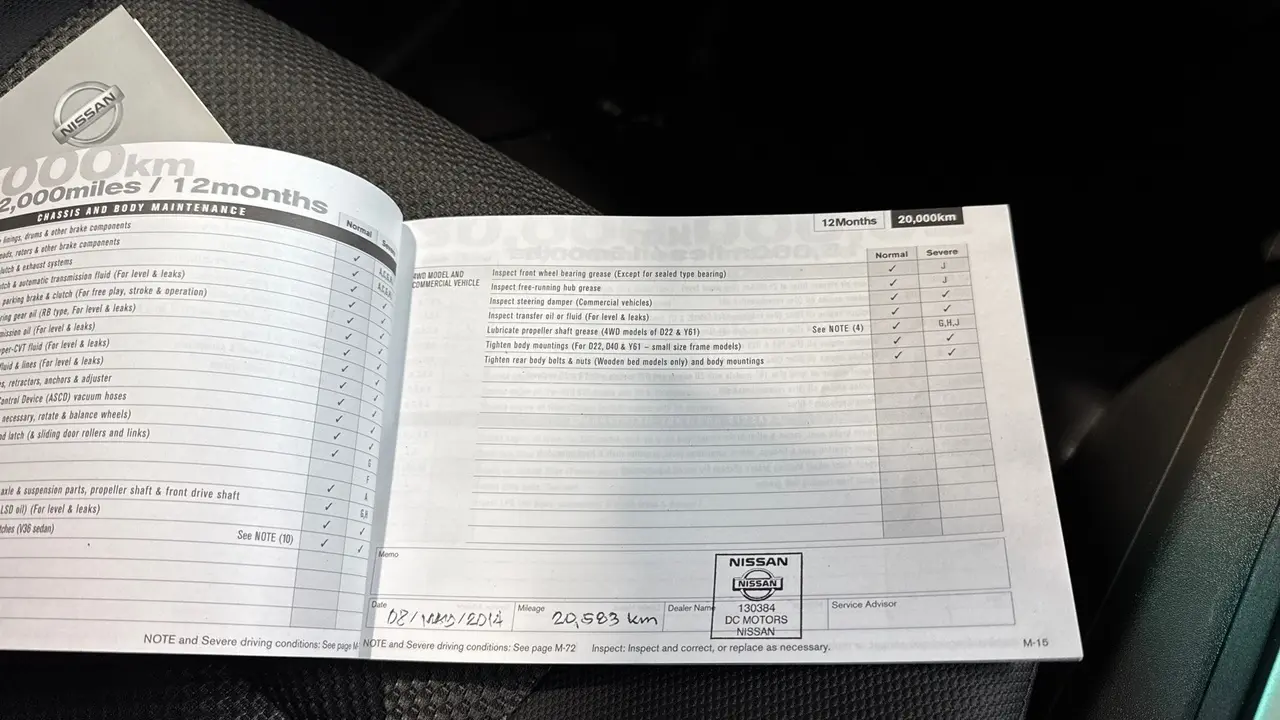 NISSAN
000km
2,000miles / 12months
CHASSIS AND BODY MAINTENANCE
Normal
linings, drums & other brake components
pads, rotors & other brake components
clutch & exhaust systems
& automatic transmission fluid (For level & leaks)
parking brake & clutch (For free play, stroke & operation)
gear oil (RB type, For level & leaks)
oil (For level & leaks)
fluid (For level & leaks)
fluid & lines (For level & leaks)
retractors, anchors & adjuster
Control Device (ASCD) vacuum hoses
necessary, rotate & balance wheels)
latch (& sliding door rollers and links)
G
F
axle & suspension parts, propeller shaft & front drive shaft
A
LSD oil) (For level & leaks)
G,H
(V36 sedan)
See NOTE (10)
NOTE and Severe driving conditions: See page
12Months 20,000km
Normal Severe
4WD MODEL AND
COMMERCIAL VEHICLE
Inspect front wheel bearing grease (Except for sealed type bearing) ✓ J
Inspect free-running hub grease ✓ J
Inspect steering damper (Commercial vehicles) ✓ ✓
Inspect transfer oil or fluid (For level & leaks) ✓ ✓
Lubricate propeller shaft grease (4WD models of D22 & Y61) See NOTE (4) ✓ G,H,J
Tighten body mountings (For D22, D40 & Y61 – small size frame models) ✓ ✓
Tighten rear body bolts & nuts (Wooden bed models only) and body mountings ✓ ✓
Memo
NISSAN
NISSAN
130384
DC MOTORS
NISSAN
Date 08/ /2014 Mileage 20,583 km Dealer Name Service Advisor
NOTE and Severe driving conditions: See page M-72 Inspect: Inspect and correct, or replace as necessary.
M-15